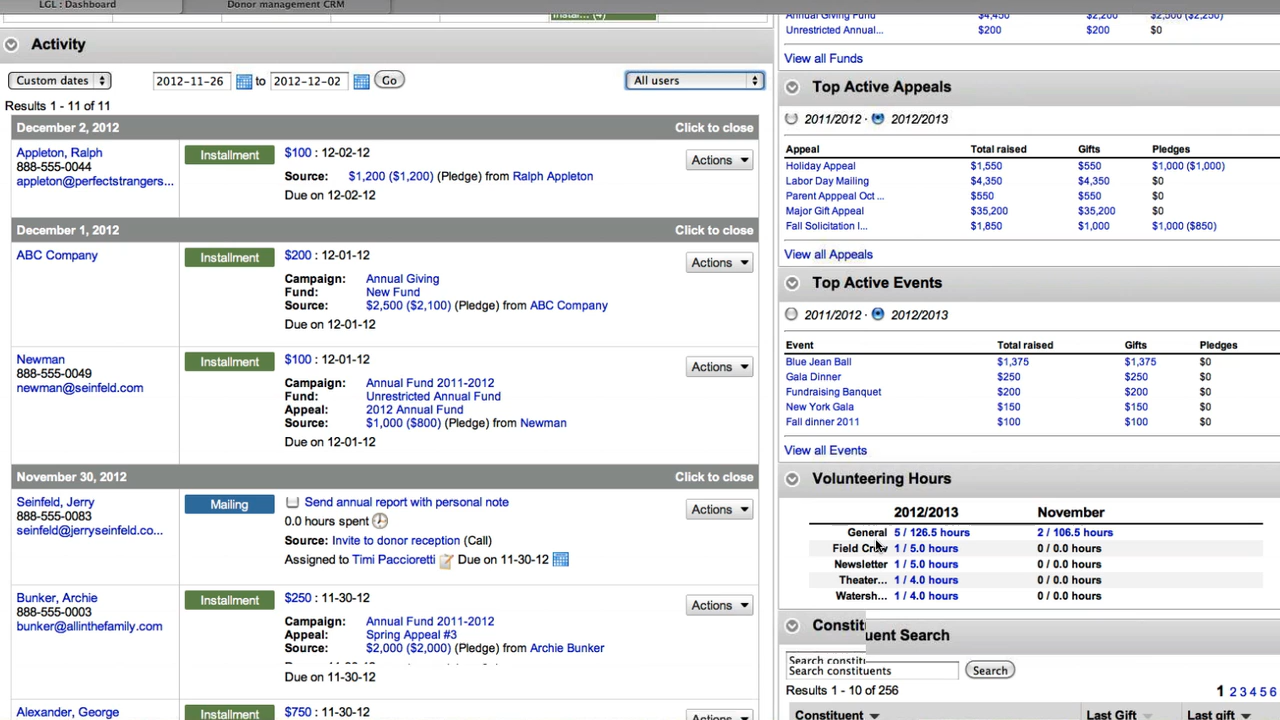 LGL : Dashboard
Donor management CRM
Install... (4)
Activity
Custom dates 2012-11-26 to 2012-12-02 Go All users
Results 1 - 11 of 11
December 2, 2012 Click to close
Appleton, Ralph Installment $100 : 12-02-12 Actions
888-555-0044
appleton@perfectstrangers... Source: $1,200 ($1,200) (Pledge) from Ralph Appleton
Due on 12-02-12
December 1, 2012 Click to close
ABC Company Installment $200 : 12-01-12 Actions
Campaign: Annual Giving
Fund: New Fund
Source: $2,500 ($2,100) (Pledge) from ABC Company
Due on 12-01-12
Newman Installment $100 : 12-01-12 Actions
888-555-0049
newman@seinfeld.com Campaign: Annual Fund 2011-2012
Fund: Unrestricted Annual Fund
Appeal: 2012 Annual Fund
Source: $1,000 ($800) (Pledge) from Newman
Due on 12-01-12
November 30, 2012 Click to close
Seinfeld, Jerry Mailing Send annual report with personal note Actions
888-555-0083 0.0 hours spent
seinfeld@jerryseinfeld.co... Source: Invite to donor reception (Call)
Assigned to Timi Paccioretti Due on 11-30-12
Bunker, Archie Installment $250 : 11-30-12 Actions
888-555-0003
bunker@allinthefamily.com Campaign: Annual Fund 2011-2012
Appeal: Spring Appeal #3
Source: $2,000 ($2,000) (Pledge) from Archie Bunker
Due on 11-30-12
Alexander, George Installment $750 : 11-30-12 Actions
Annual Giving Fund $4,450 $2,200 $2,500 ($2,250)
Unrestricted Annual... $200 $200 $0
View all Funds
Top Active Appeals
2011/2012 · 2012/2013
Appeal Total raised Gifts Pledges
Holiday Appeal $1,550 $550 $1,000 ($1,000)
Labor Day Mailing $4,350 $4,350 $0
Parent Apppeal Oct ... $550 $550 $0
Major Gift Appeal $35,200 $35,200 $0
Fall Solicitation I... $1,850 $1,000 $1,000 ($850)
View all Appeals
Top Active Events
2011/2012 · 2012/2013
Event Total raised Gifts Pledges
Blue Jean Ball $1,375 $1,375 $0
Gala Dinner $250 $250 $0
Fundraising Banquet $200 $200 $0
New York Gala $150 $150 $0
Fall dinner 2011 $100 $100 $0
View all Events
Volunteering Hours
2012/2013 November
General 5 / 126.5 hours 2 / 106.5 hours
Field 1 / 5.0 hours 0 / 0.0 hours
Newsletter 1 / 5.0 hours 0 / 0.0 hours
Theater... 1 / 4.0 hours 0 / 0.0 hours
Watersh... 1 / 4.0 hours 0 / 0.0 hours
Constituent Search
Search constituents Search
Results 1 - 10 of 256 1 2 3 4 5 6
Constituent Last Gift Last gift